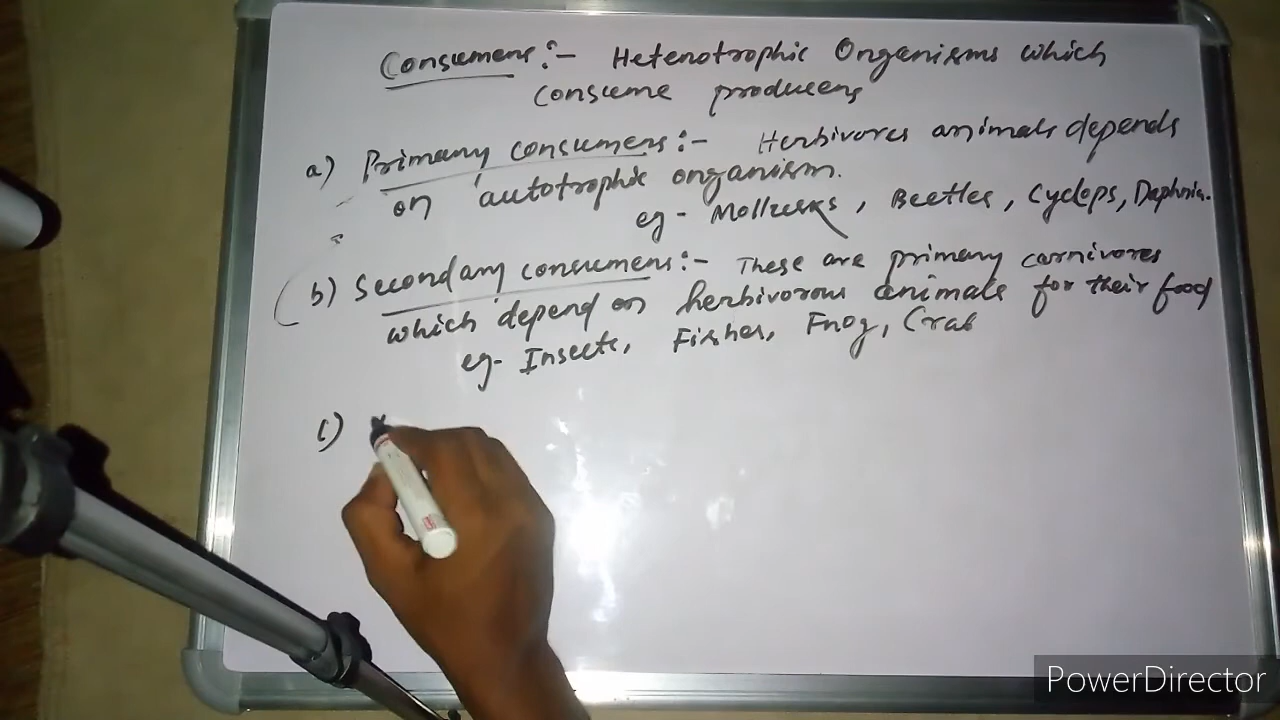 Consumers :- Heterotrophic Organisms which
consume producers
a) Primary consumers :- Herbivores animals depends
on autotrophic organism.
eg - Mollusks, Beetles, Cyclops, Daphnia.
b) Secondary consumers :- These are primary carnivores
which depend on herbivorous animals for their food
eg- Insects, Fishes, Frog, Crab
c)
PowerDirector